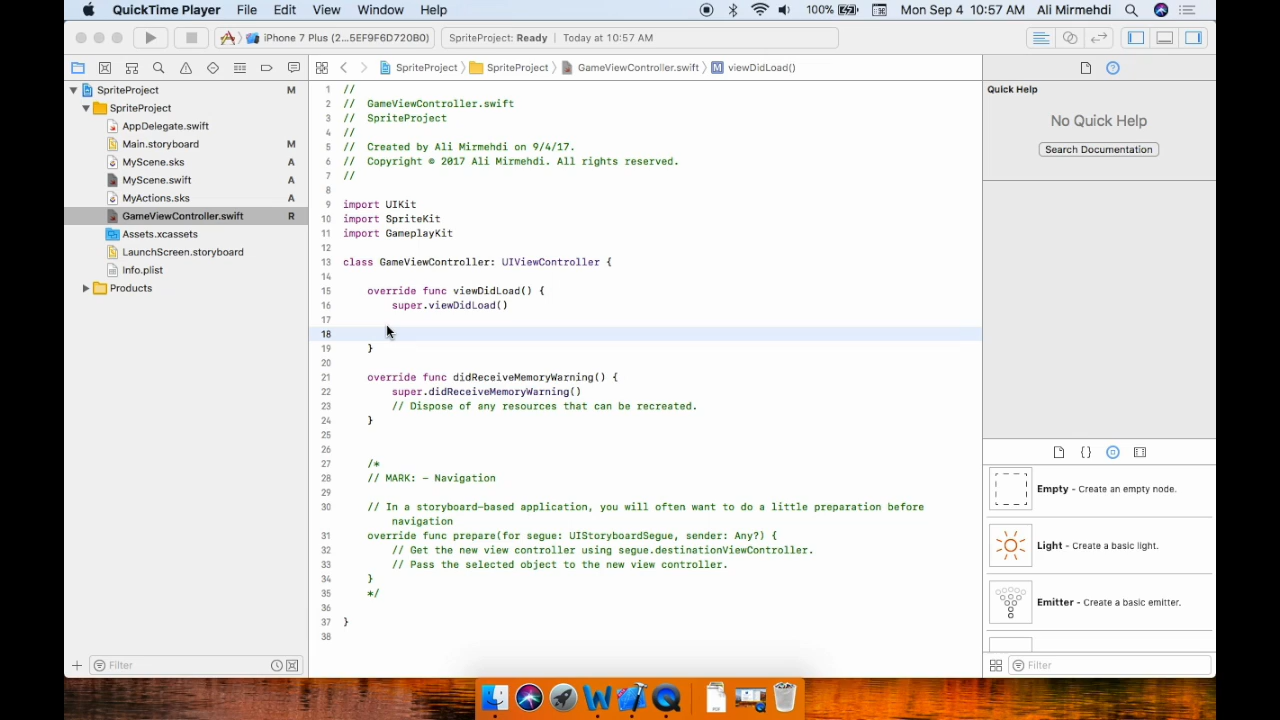 QuickTime Player File Edit View Window Help 100% Mon Sep 4 10:57 AM Ali Mirmehdi
iPhone 7 Plus (2...5EF9F6D720B0) SpriteProject: Ready Today at 10:57 AM
SpriteProject SpriteProject GameViewController.swift M viewDidLoad()
SpriteProject M
SpriteProject
AppDelegate.swift
Main.storyboard M
MyScene.sks A
MyScene.swift A
MyActions.sks A
GameViewController.swift R
Assets.xcassets
LaunchScreen.storyboard
Info.plist
Products
Filter
1 //
2 // GameViewController.swift
3 // SpriteProject
4 //
5 // Created by Ali Mirmehdi on 9/4/17.
6 // Copyright © 2017 Ali Mirmehdi. All rights reserved.
7 //
8
9 import UIKit
10 import SpriteKit
11 import GameplayKit
12
13 class GameViewController: UIViewController {
14
15 override func viewDidLoad() {
16 super.viewDidLoad()
17
18
19 }
20
21 override func didReceiveMemoryWarning() {
22 super.didReceiveMemoryWarning()
23 // Dispose of any resources that can be recreated.
24 }
25
26
27 /*
28 // MARK: - Navigation
29
30 // In a storyboard-based application, you will often want to do a little preparation before
navigation
31 override func prepare(for segue: UIStoryboardSegue, sender: Any?) {
32 // Get the new view controller using segue.destinationViewController.
33 // Pass the selected object to the new view controller.
34 }
35 */
36
37 }
38
Quick Help
No Quick Help
Search Documentation
{ }
Empty - Create an empty node.
Light - Create a basic light.
Emitter - Create a basic emitter.
Filter